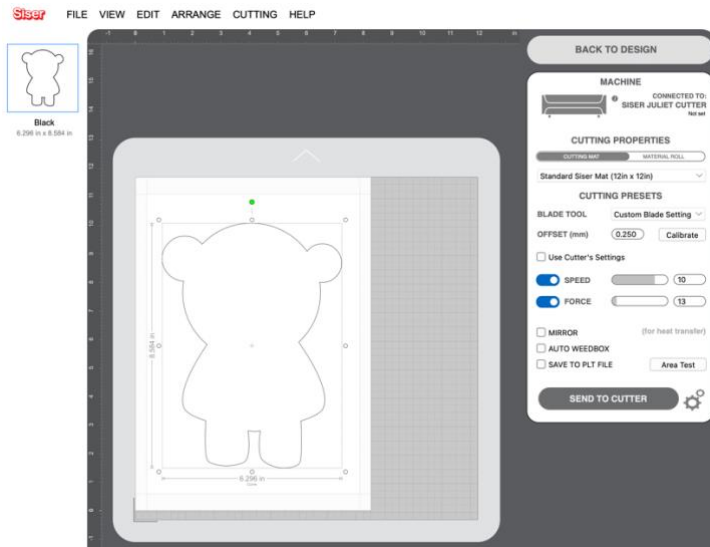 Siser FILE VIEW EDIT ARRANGE CUTTING HELP
Black
6.296 in x 8.584 in
8.584 in
6.296 in
BACK TO DESIGN
MACHINE
CONNECTED TO:
SISER JULIET CUTTER
Not set
CUTTING PROPERTIES
CUTTING MAT MATERIAL ROLL
Standard Siser Mat (12in x 12in)
CUTTING PRESETS
BLADE TOOL Custom Blade Setting
OFFSET (mm) 0.250 Calibrate
Use Cutter's Settings
SPEED 10
FORCE 13
MIRROR (for heat transfer)
AUTO WEEDBOX
SAVE TO PLT FILE Area Test
SEND TO CUTTER